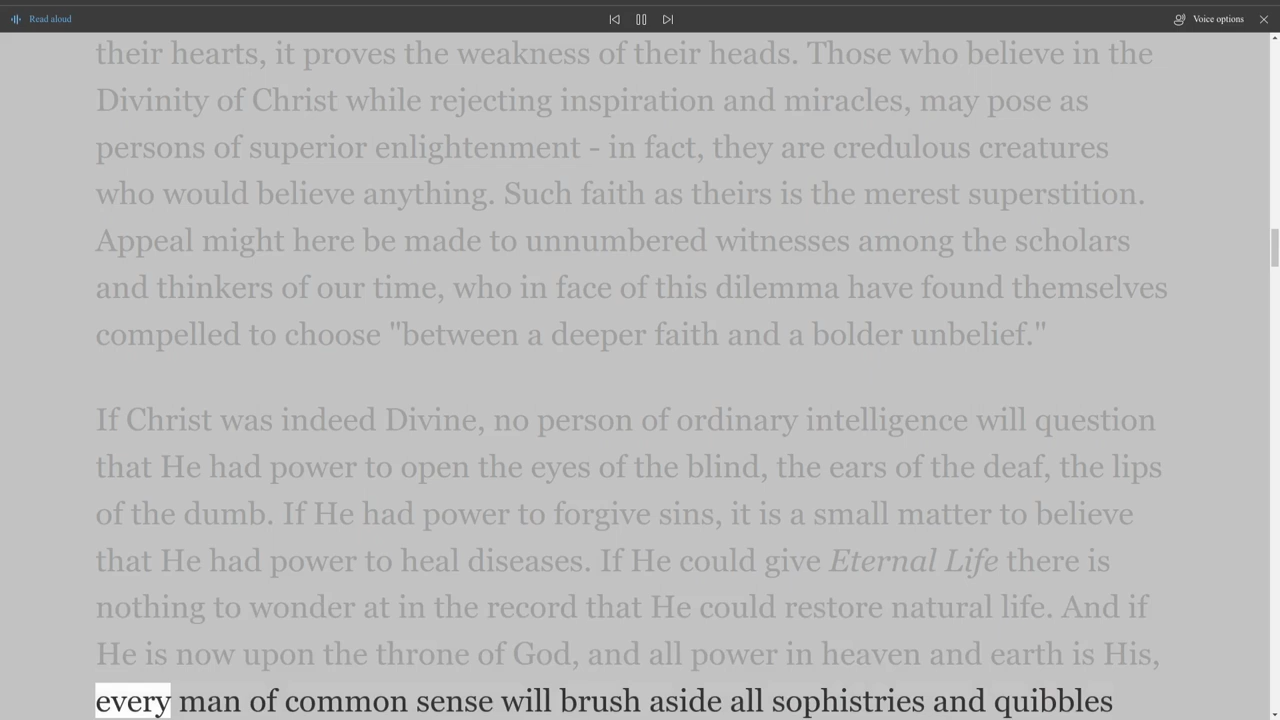 Read aloud
Voice options
their hearts, it proves the weakness of their heads. Those who believe in the
Divinity of Christ while rejecting inspiration and miracles, may pose as
persons of superior enlightenment - in fact, they are credulous creatures
who would believe anything. Such faith as theirs is the merest superstition.
Appeal might here be made to unnumbered witnesses among the scholars
and thinkers of our time, who in face of this dilemma have found themselves
compelled to choose "between a deeper faith and a bolder unbelief."
If Christ was indeed Divine, no person of ordinary intelligence will question
that He had power to open the eyes of the blind, the ears of the deaf, the lips
of the dumb. If He had power to forgive sins, it is a small matter to believe
that He had power to heal diseases. If He could give Eternal Life there is
nothing to wonder at in the record that He could restore natural life. And if
He is now upon the throne of God, and all power in heaven and earth is His,
every man of common sense will brush aside all sophistries and quibbles